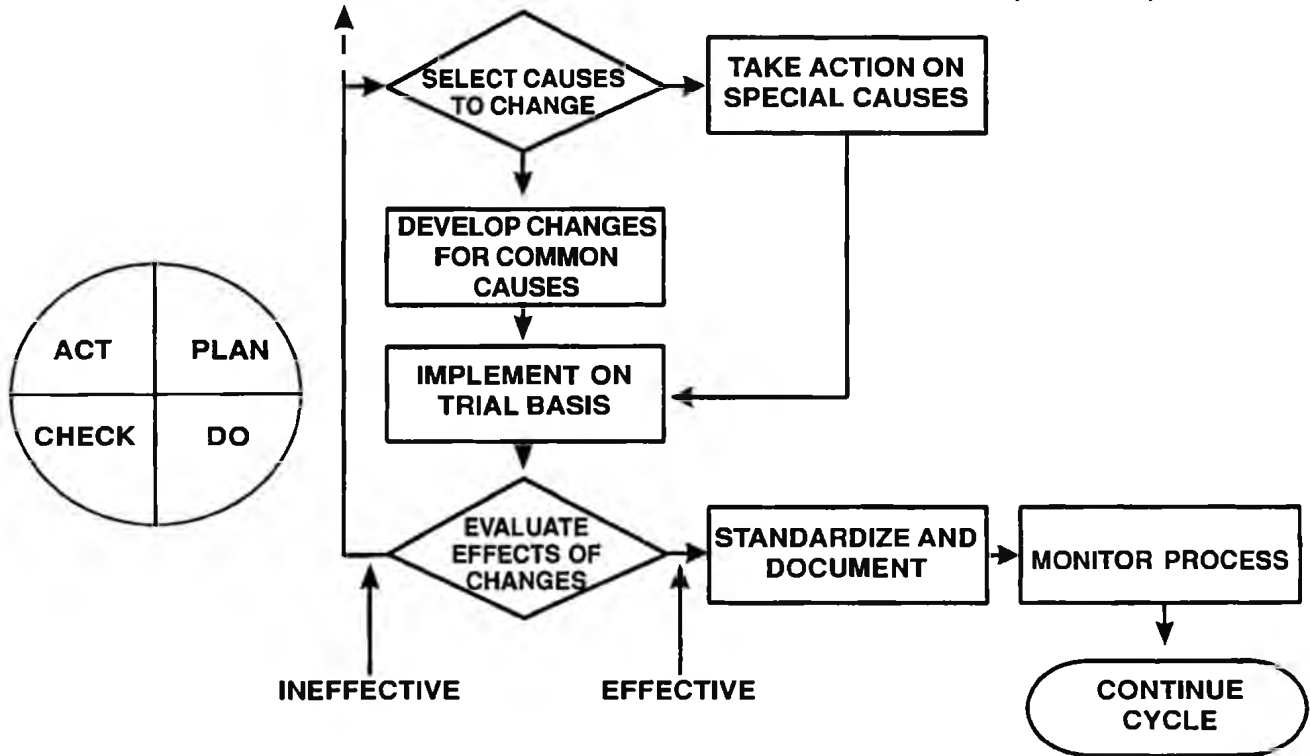 SELECT CAUSES
TO CHANGE
TAKE ACTION ON
SPECIAL CAUSES
DEVELOP CHANGES
FOR COMMON
CAUSES
ACT
PLAN
CHECK
DO
IMPLEMENT ON
TRIAL BASIS
EVALUATE
EFFECTS OF
CHANGES
STANDARDIZE AND
DOCUMENT
MONITOR PROCESS
INEFFECTIVE
EFFECTIVE
CONTINUE
CYCLE